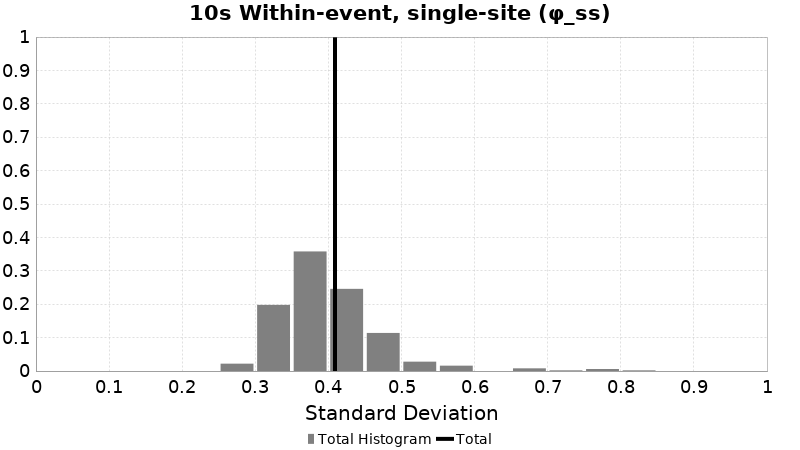 10s Within-event, single-site (φ_ss)
1
0.9
0.8
0.7
0.6
0.5
0.4
0.3
0.2
0.1
0
0 0.1 0.2 0.3 0.4 0.5 0.6 0.7 0.8 0.9 1
Standard Deviation
Total Histogram Total